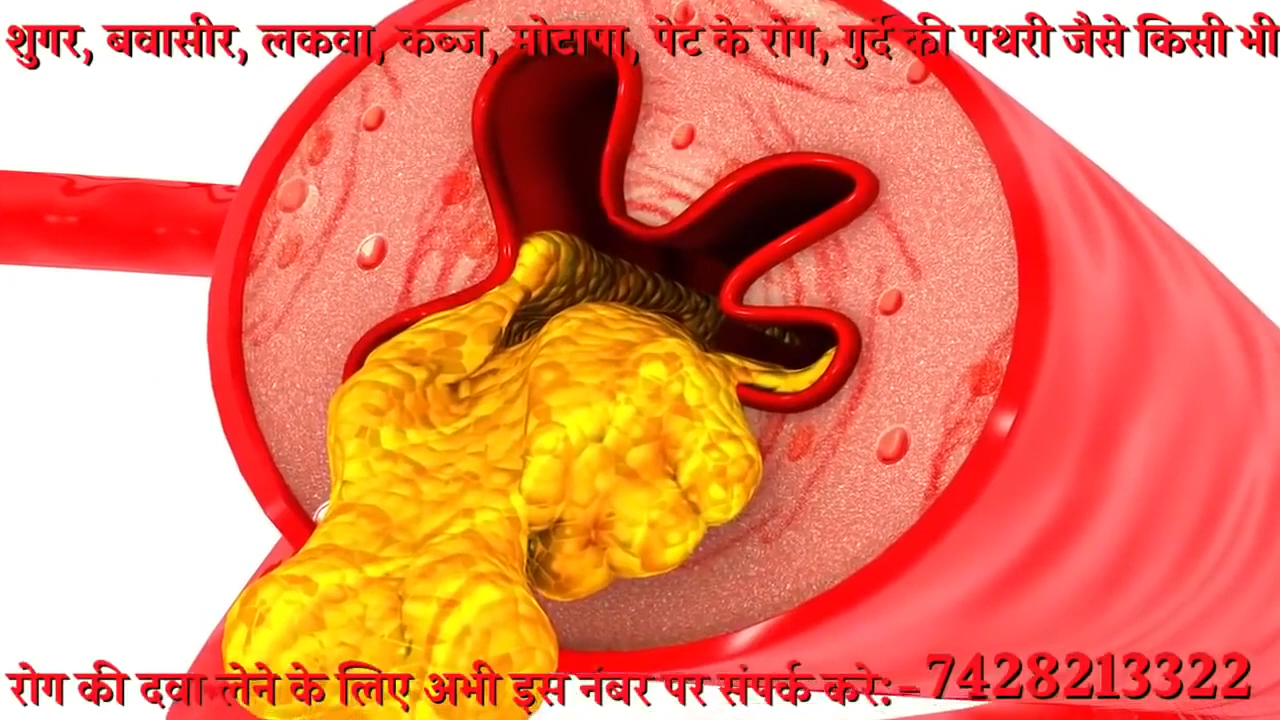 शुगर, बवासीर, लकवा, कब्ज, मोटापा, पेट के रोग, गुर्दे की पथरी जैसे किसी भी
रोग की दवा लेने के लिए अभी इस नंबर पर संपर्क करे:- 7428213322